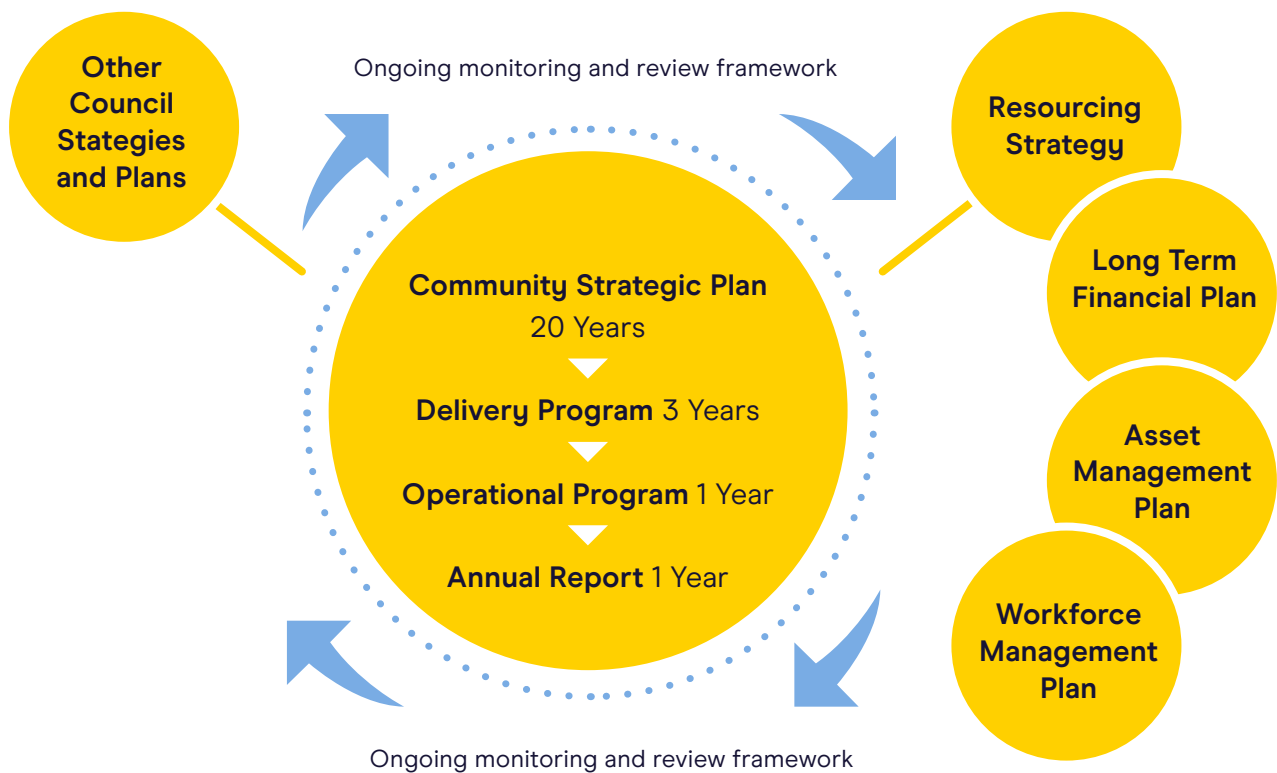 Other
Council
Stategies
and Plans
Ongoing monitoring and review framework
Resourcing
Strategy
Long Term
Financial Plan
Asset
Management
Plan
Workforce
Management
Plan
Community Strategic Plan
20 Years
Delivery Program 3 Years
Operational Program 1 Year
Annual Report 1 Year
Ongoing monitoring and review framework